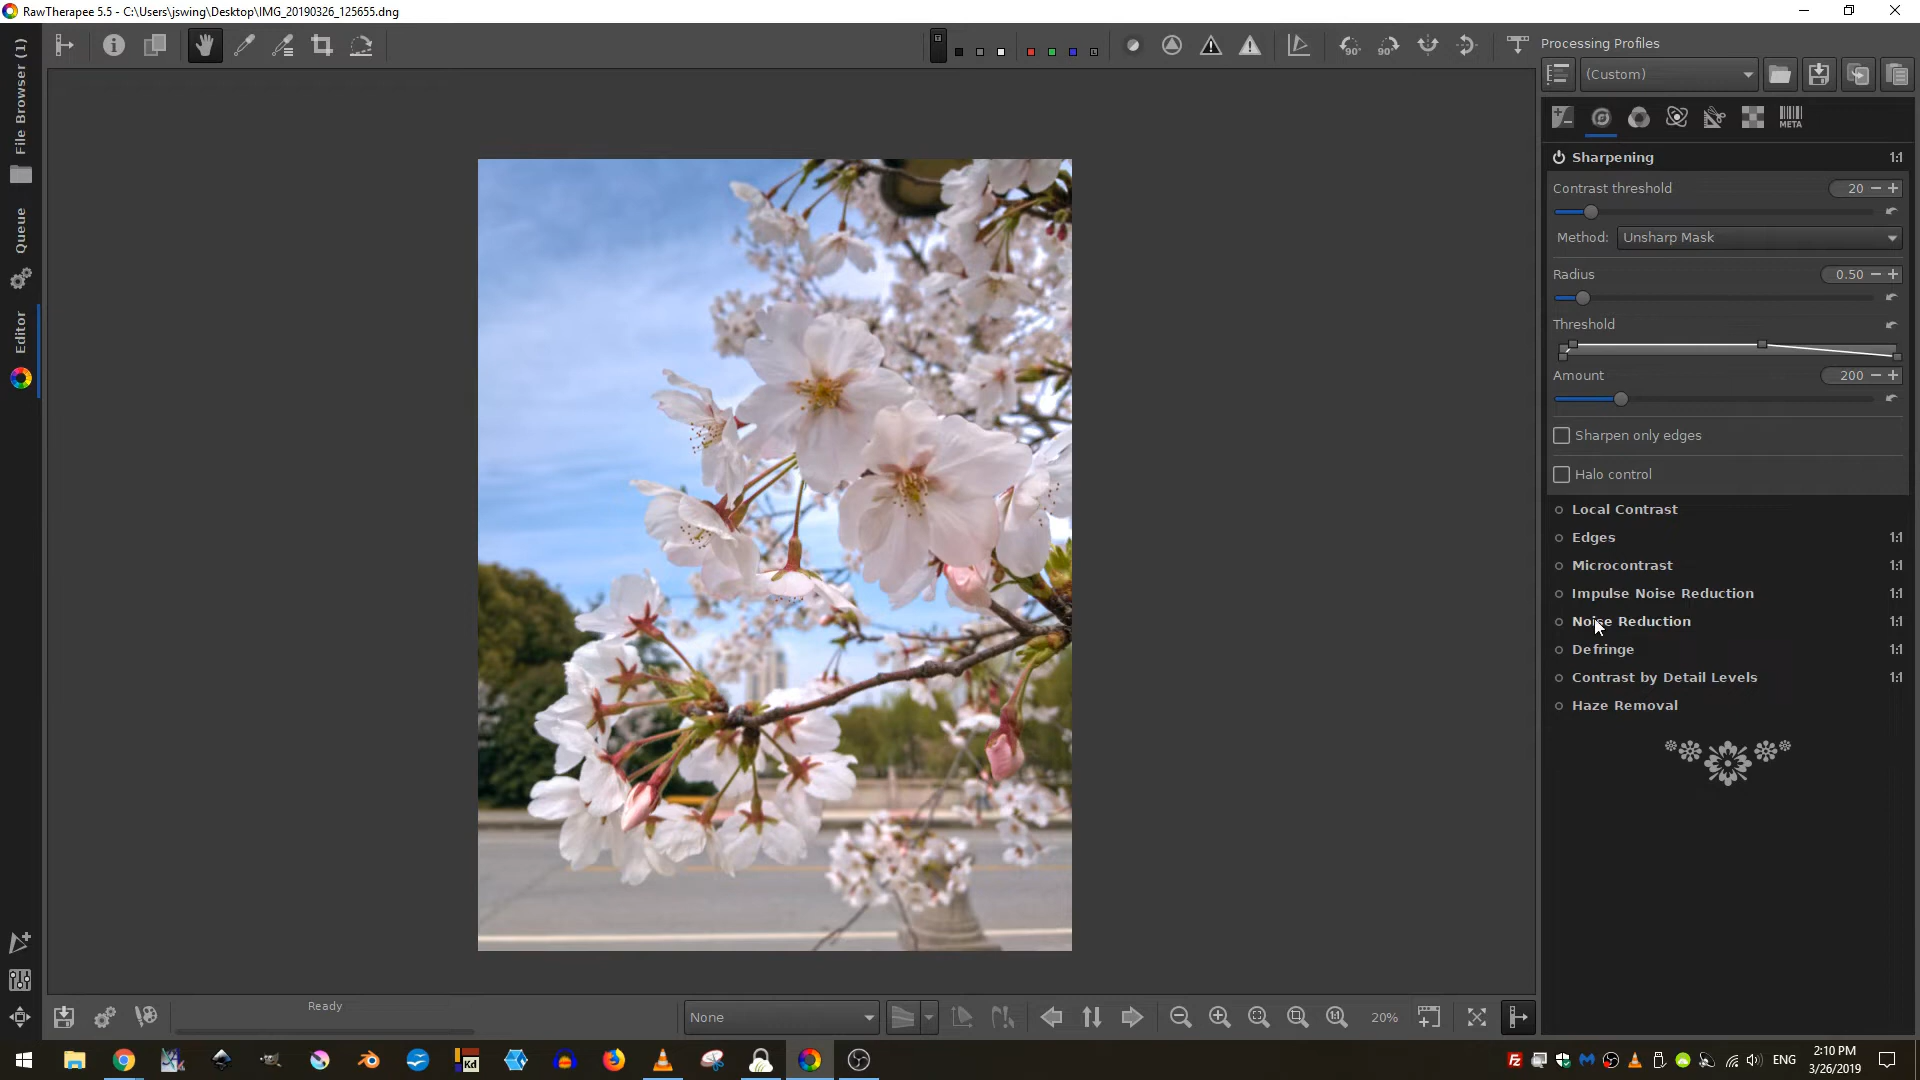 RawTherapee 5.5 - C:\Users\jswing\Desktop\IMG_20190326_125655.dng
File Browser (1)
Queue
Editor
Processing Profiles
(Custom)
META
Sharpening 1:1
Contrast threshold 20
Method: Unsharp Mask
Radius 0.50
Threshold
Amount 200
Sharpen only edges
Halo control
Local Contrast
Edges 1:1
Microcontrast 1:1
Impulse Noise Reduction 1:1
Noise Reduction 1:1
Defringe 1:1
Contrast by Detail Levels 1:1
Haze Removal
Ready
None
20%
Kd
ENG
2:10 PM
3/26/2019